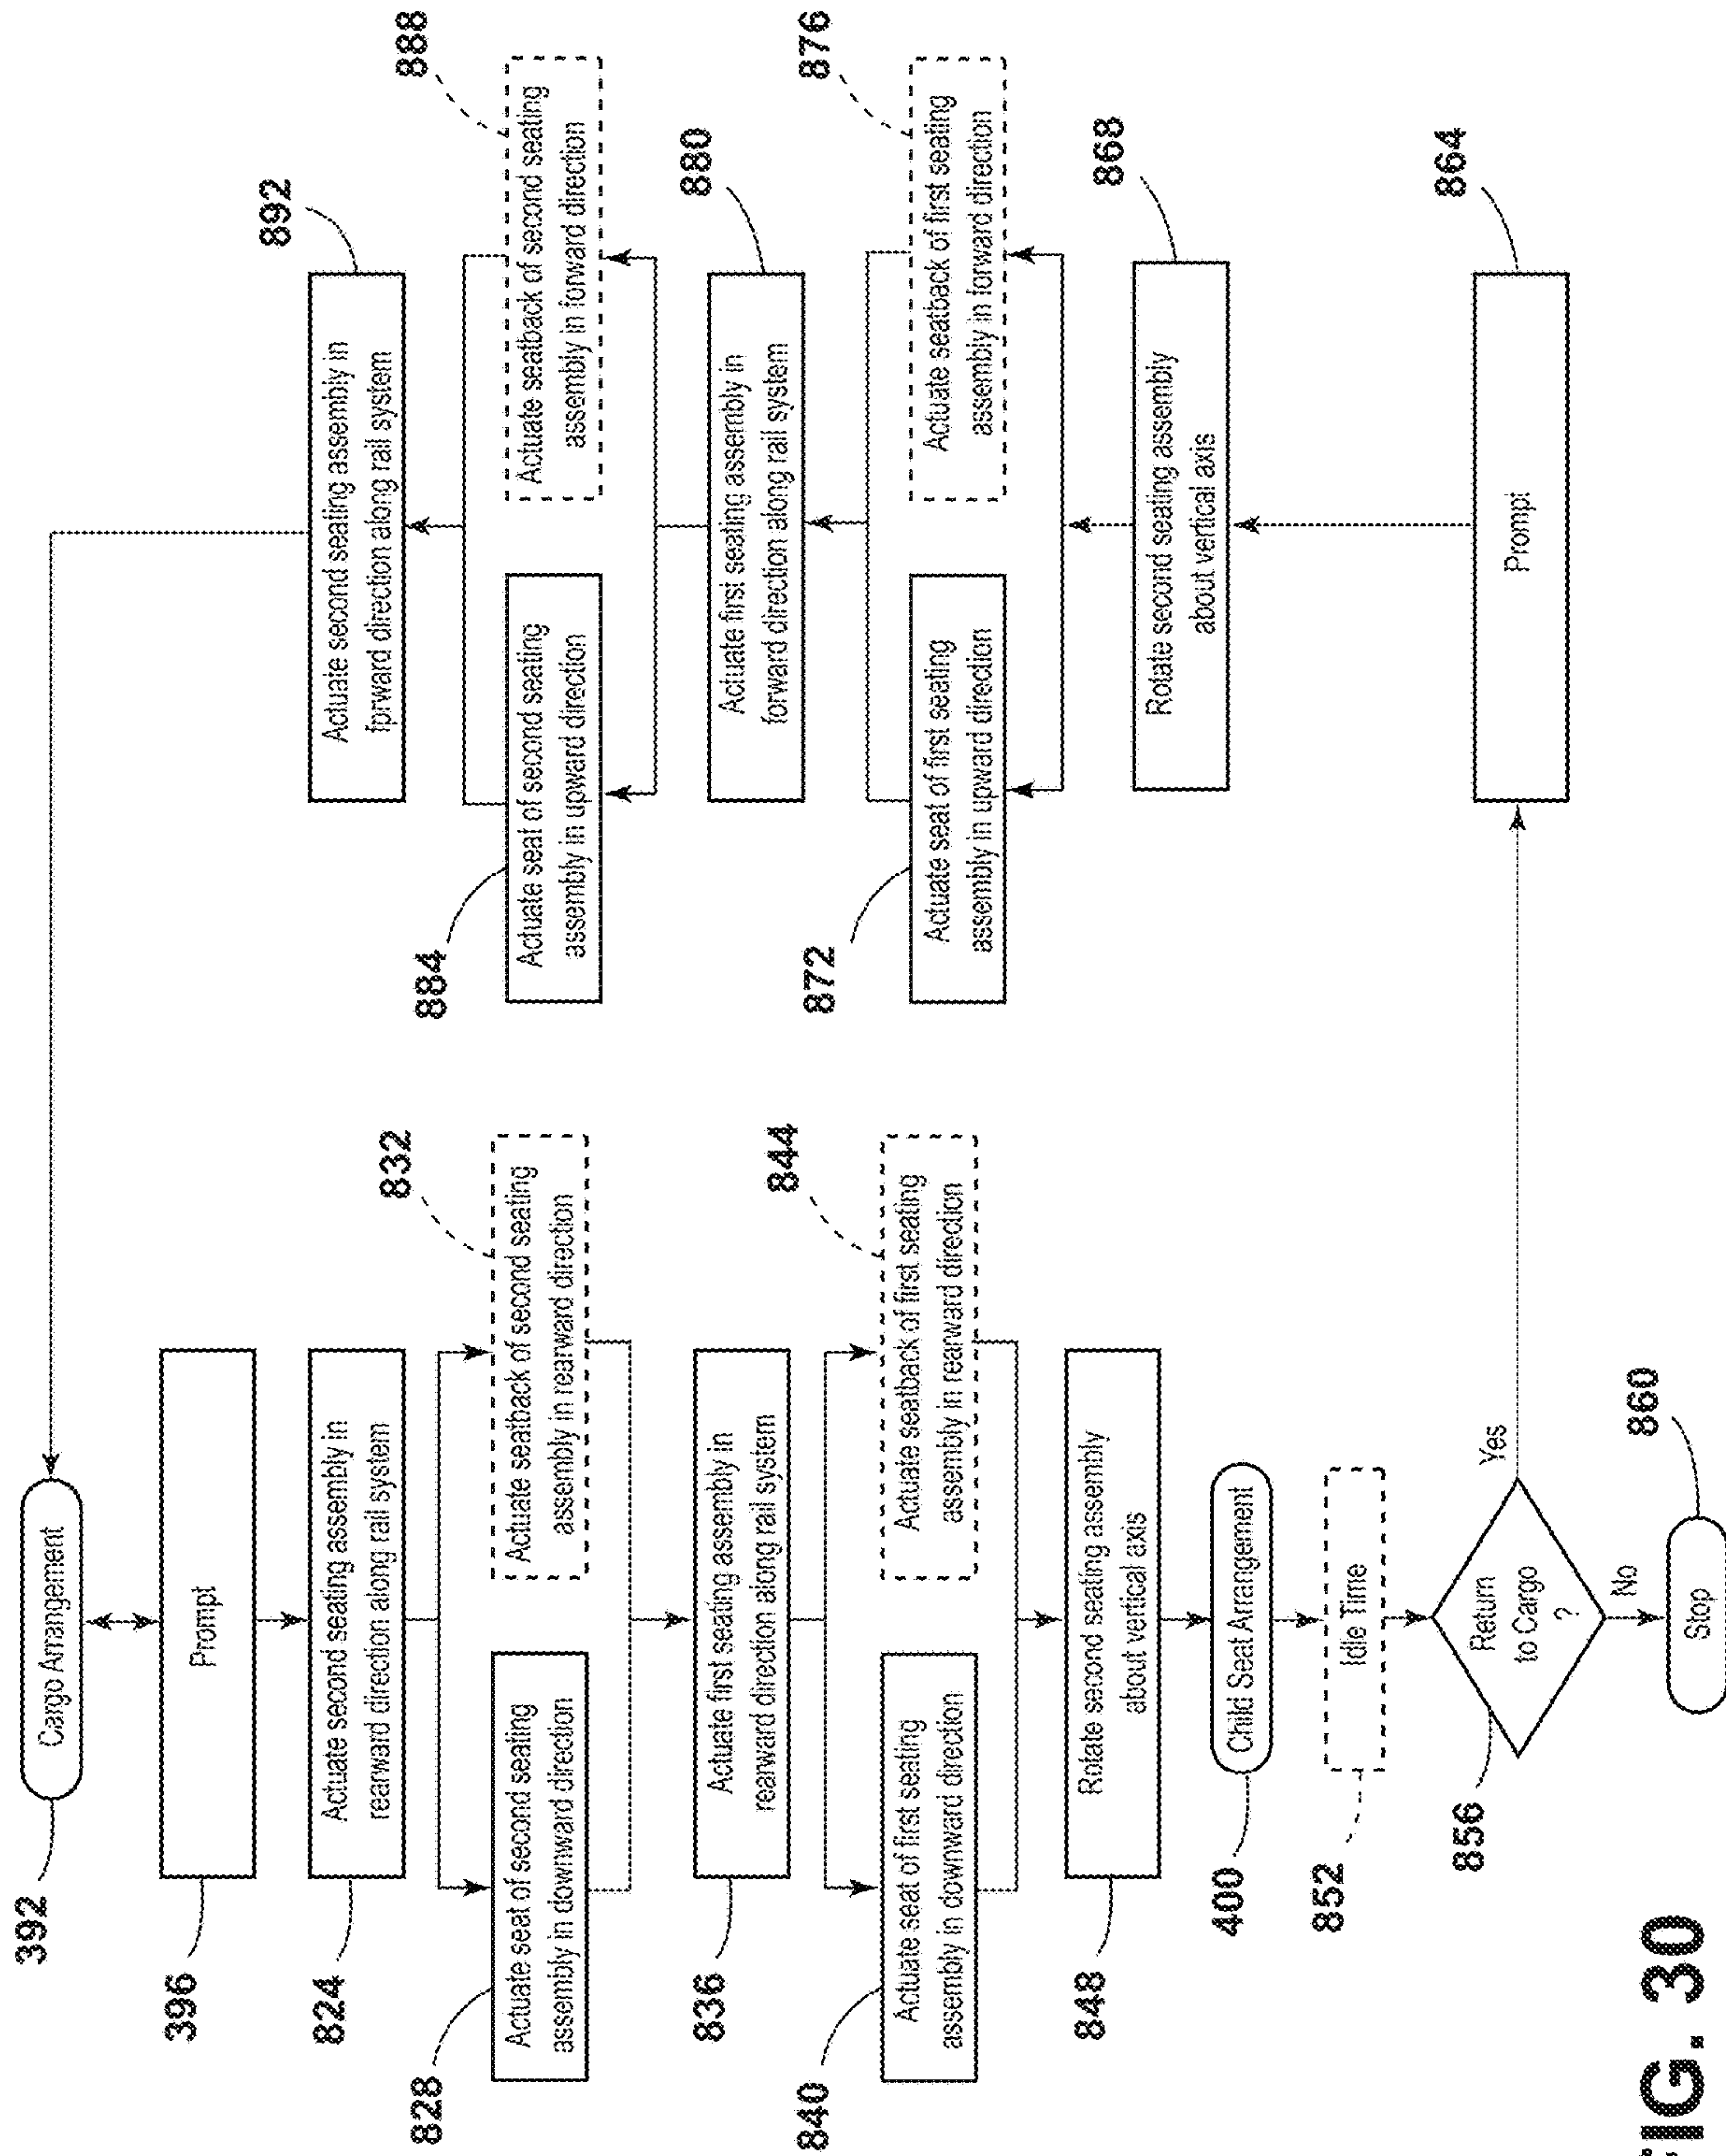 392
Cargo Arrangement
396
Prompt
824
Actuate second seating assembly in
rearward direction along rail system
828
Actuate seat of second seating
assembly in downward direction
832
Actuate seatback of second seating
assembly in rearward direction
836
Actuate first seating assembly in
rearward direction along rail system
840
Actuate seat of first seating
assembly in downward direction
844
Actuate seatback of first seating
assembly in rearward direction
848
Rotate second seating assembly
about vertical axis
400
Child Seat Arrangement
852
Idle Time
856
Return
to Cargo
?
Yes
No
860
Stop
892
Actuate second seating assembly in
forward direction along rail system
884
Actuate seat of second seating
assembly in upward direction
888
Actuate seatback of second seating
assembly in forward direction
880
Actuate first seating assembly in
forward direction along rail system
872
Actuate seat of first seating
assembly in upward direction
876
Actuate seatback of first seating
assembly in forward direction
868
Rotate second seating assembly
about vertical axis
864
Prompt
FIG. 30